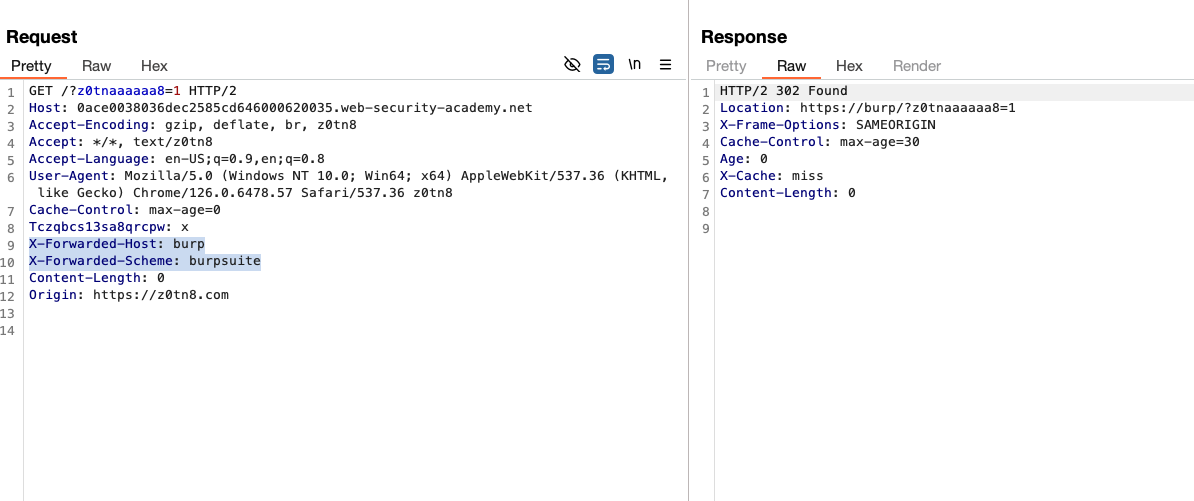 Request
Pretty Raw Hex \n
1 GET /?z0tnaaaaaa8=1 HTTP/2
2 Host: 0ace0038036dec2585cd646000620035.web-security-academy.net
3 Accept-Encoding: gzip, deflate, br, z0tn8
4 Accept: */*, text/z0tn8
5 Accept-Language: en-US;q=0.9,en;q=0.8
6 User-Agent: Mozilla/5.0 (Windows NT 10.0; Win64; x64) AppleWebKit/537.36 (KHTML,
like Gecko) Chrome/126.0.6478.57 Safari/537.36 z0tn8
7 Cache-Control: max-age=0
8 Tczqbcs13sa8qrcpw: x
9 X-Forwarded-Host: burp
10 X-Forwarded-Scheme: burpsuite
11 Content-Length: 0
12 Origin: https://z0tn8.com
13
14
Response
Pretty Raw Hex Render
1 HTTP/2 302 Found
2 Location: https://burp/?z0tnaaaaaa8=1
3 X-Frame-Options: SAMEORIGIN
4 Cache-Control: max-age=30
5 Age: 0
6 X-Cache: miss
7 Content-Length: 0
8
9